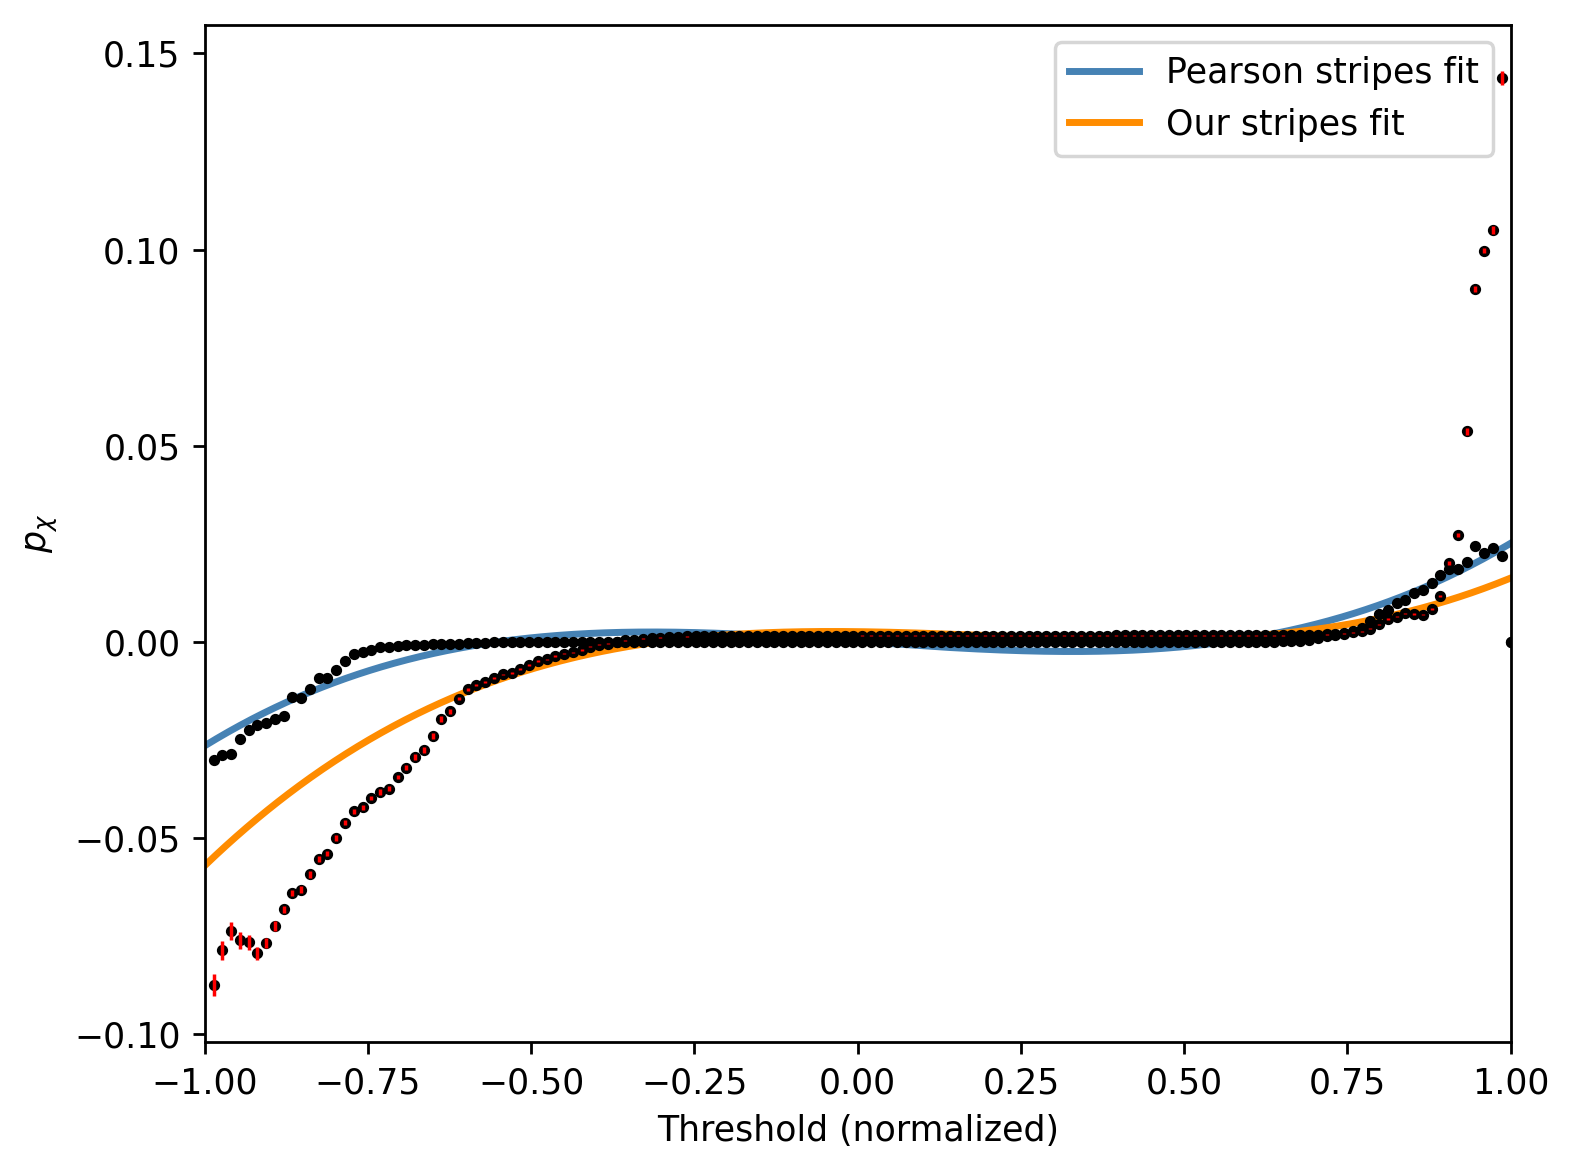 Pearson stripes fit
Our stripes fit
0.15
0.10
0.05
0.00
−0.05
−0.10
pχ
−1.00 −0.75 −0.50 −0.25 0.00 0.25 0.50 0.75 1.00
Threshold (normalized)